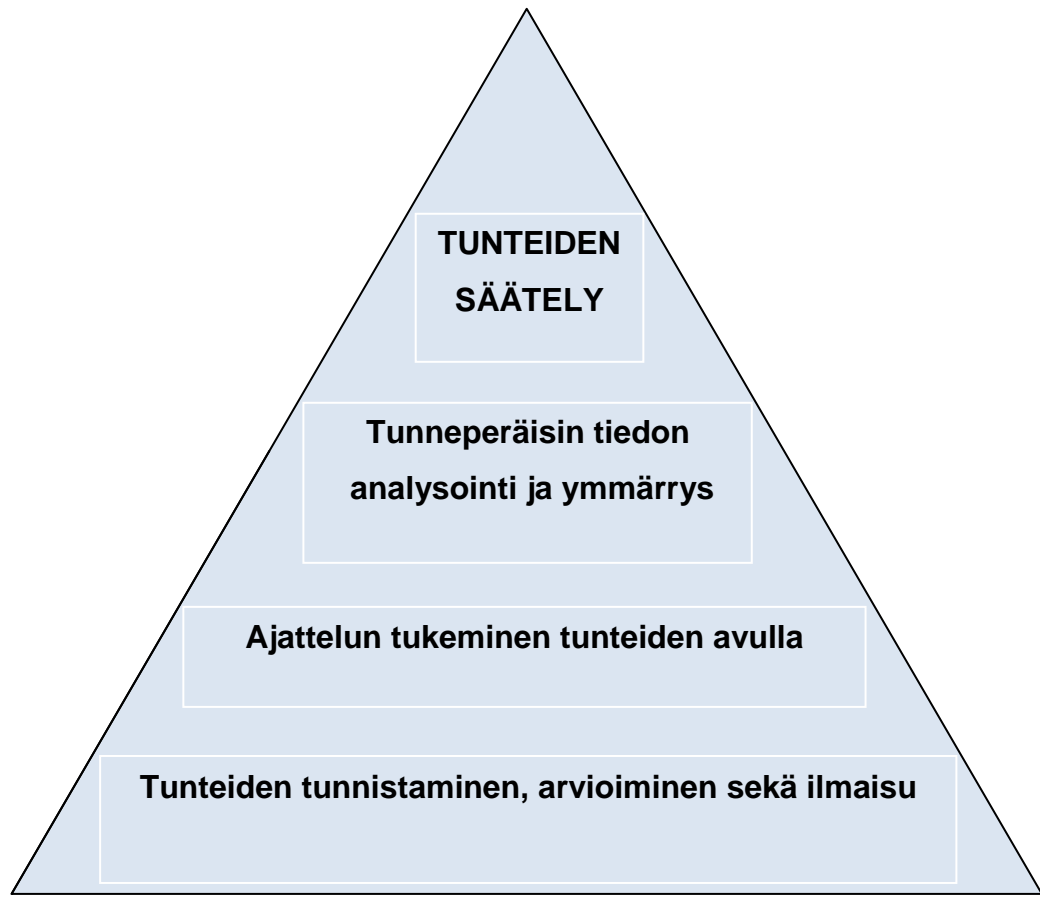 TUNTEIDEN
SÄÄTELY
Tunneperäisin tiedon
analysointi ja ymmärrys
Ajattelun tukeminen tunteiden avulla
Tunteiden tunnistaminen, arvioiminen sekä ilmaisu